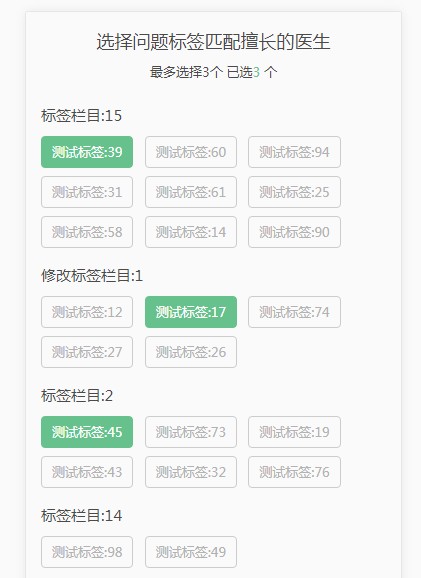 选择问题标签匹配擅长的医生
最多选择3个 已选3 个
标签栏目:15
测试标签:39 测试标签:60 测试标签:94
测试标签:31 测试标签:61 测试标签:25
测试标签:58 测试标签:14 测试标签:90
修改标签栏目:1
测试标签:12 测试标签:17 测试标签:74
测试标签:27 测试标签:26
标签栏目:2
测试标签:45 测试标签:73 测试标签:19
测试标签:43 测试标签:32 测试标签:76
标签栏目:14
测试标签:98 测试标签:49